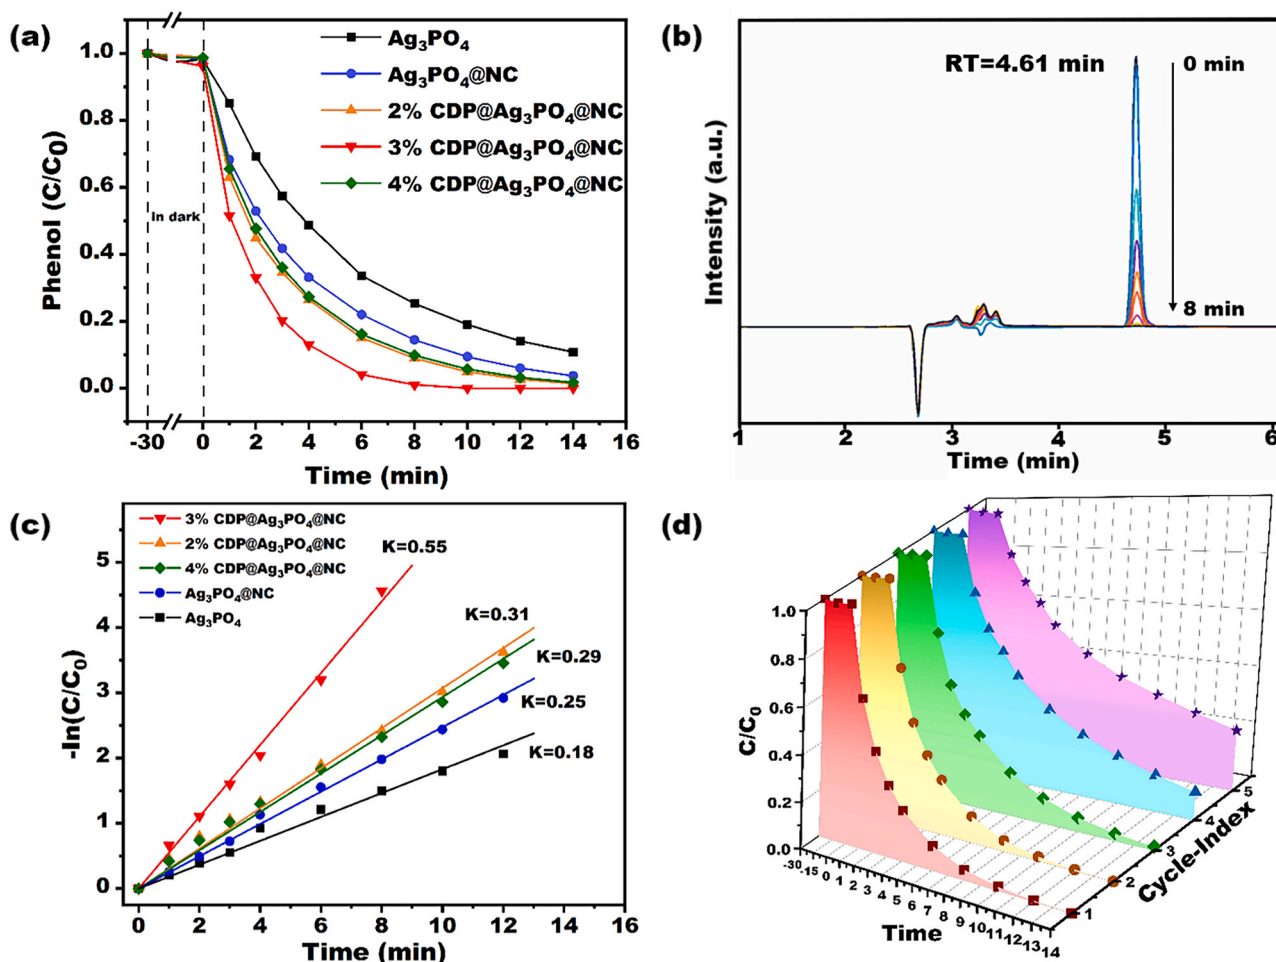 (a)
Phenol (C/C₀)
1.0
0.8
0.6
0.4
0.2
0.0
In dark
Ag₃PO₄
Ag₃PO₄@NC
2% CDP@Ag₃PO₄@NC
3% CDP@Ag₃PO₄@NC
4% CDP@Ag₃PO₄@NC
-30 0 2 4 6 8 10 12 14 16
Time (min)
(b)
Intensity (a.u.)
RT=4.61 min
0 min
8 min
1 2 3 4 5 6
Time (min)
(c)
-ln(C/C₀)
5
4
3
2
1
0
3% CDP@Ag₃PO₄@NC
2% CDP@Ag₃PO₄@NC
4% CDP@Ag₃PO₄@NC
Ag₃PO₄@NC
Ag₃PO₄
K=0.55
K=0.31
K=0.29
K=0.25
K=0.18
0 2 4 6 8 10 12 14
Time (min)
(d)
C/C₀
1.0
0.8
0.6
0.4
0.2
0.0
-30 -15 0 1 2 3 4 5 6 7 8 9 10 11 12 13 14
Time
1
2
3
4
5
Cycle-Index